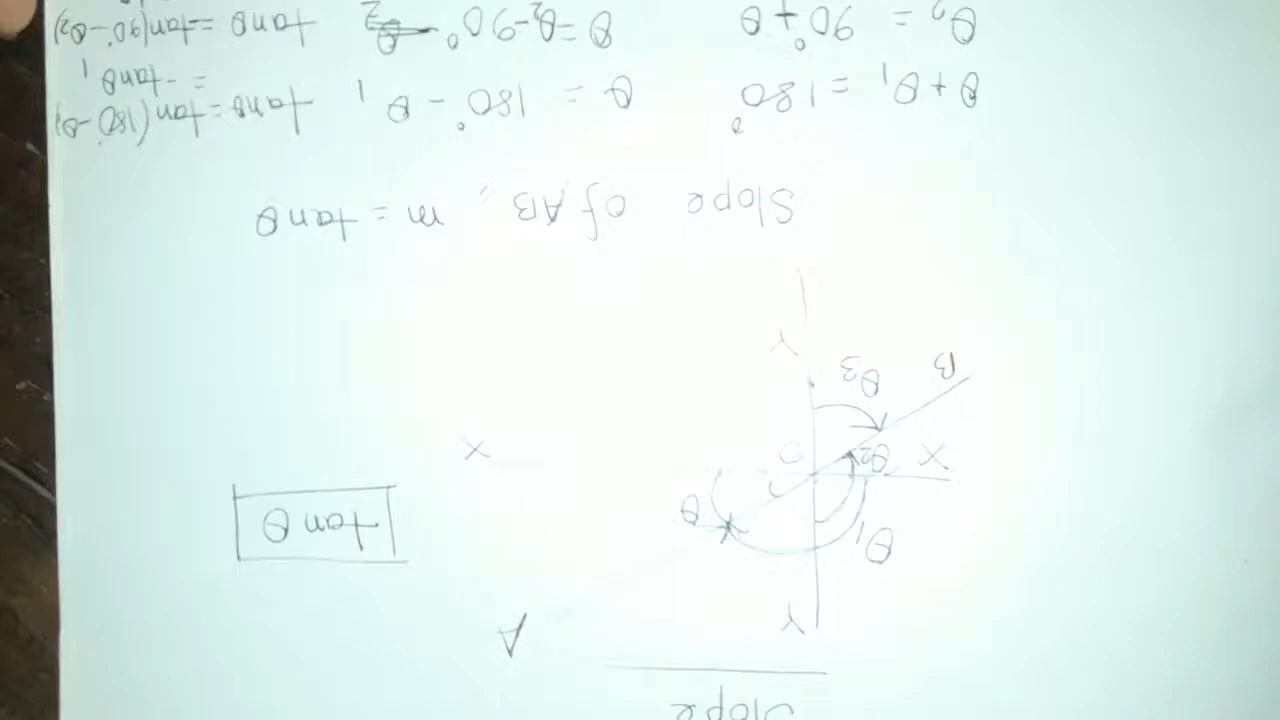 Slope
Y
A
θ₁
θ
tan θ
X
θ₂
O
X
B
θ₃
Y
Slope of AB, m = tanθ
θ + θ₁ = 180° θ = 180° - θ₁ tanθ = tan(180°-θ₁)
= -tanθ₁
θ₂ = 90° + θ θ = θ₂-90° tanθ = -tan(90°-θ₂)